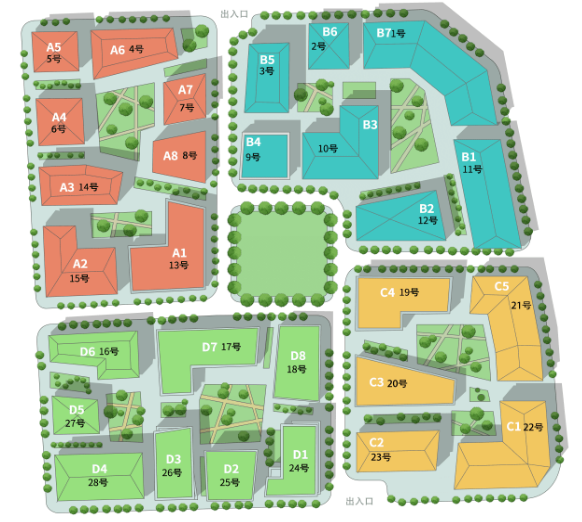 出入口
A5
5号
A6 4号
A4
6号
A7
7号
A8 8号
A3 14号
A2
15号
A1
13号
B6
2号
B7 1号
B5
3号
B4
9号
B3
10号
B1
11号
B2
12号
C4 19号
C5
21号
C3 20号
C2
23号
C1 22号
D6 16号
D7 17号
D8
18号
D5
27号
D4
28号
D3
26号
D2
25号
D1
24号
出入口